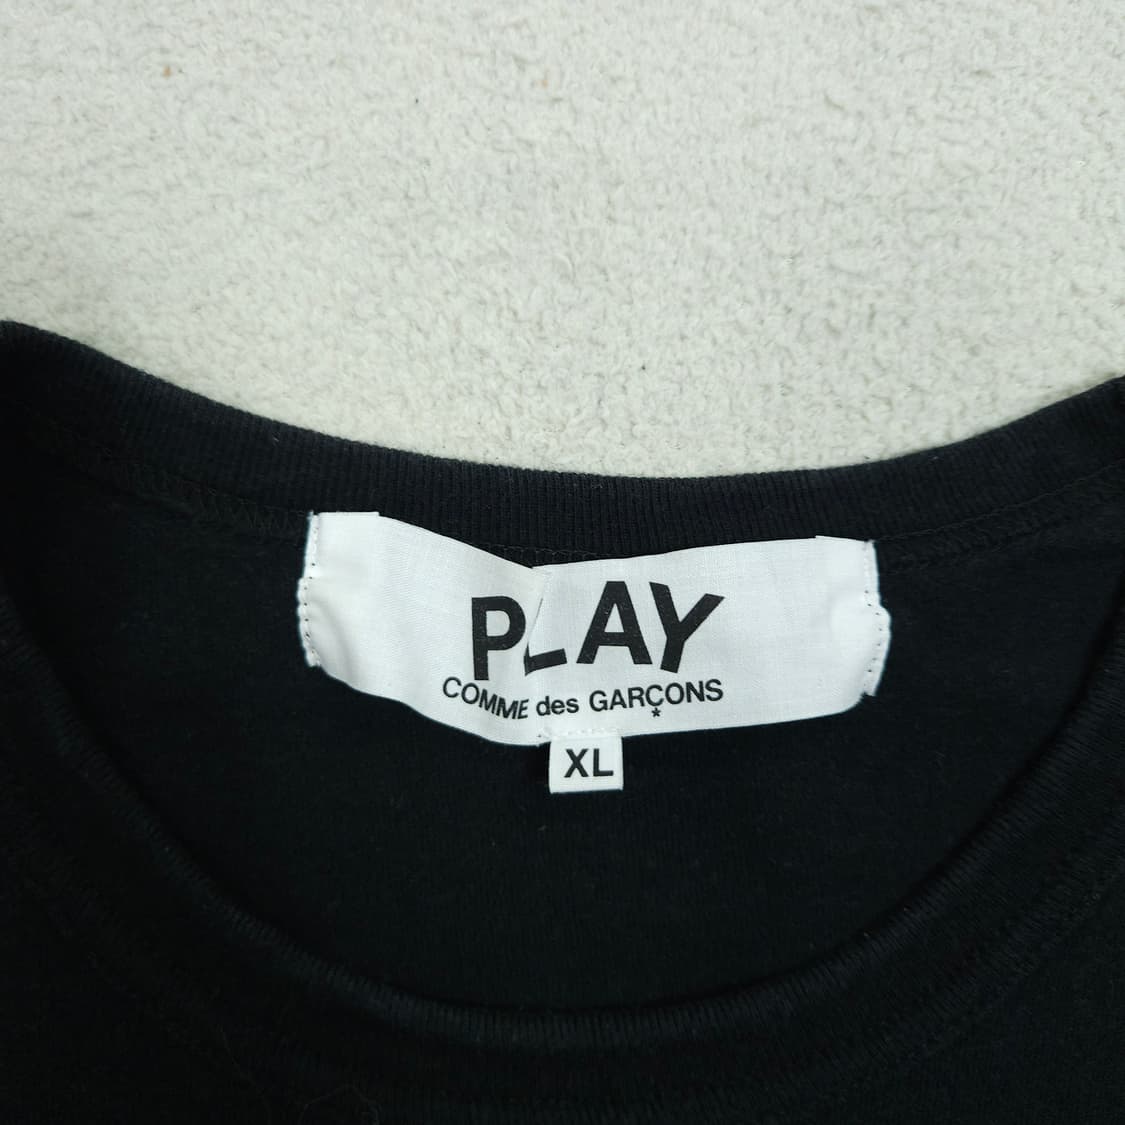 PLAY
COMME des GARÇONS
*
XL